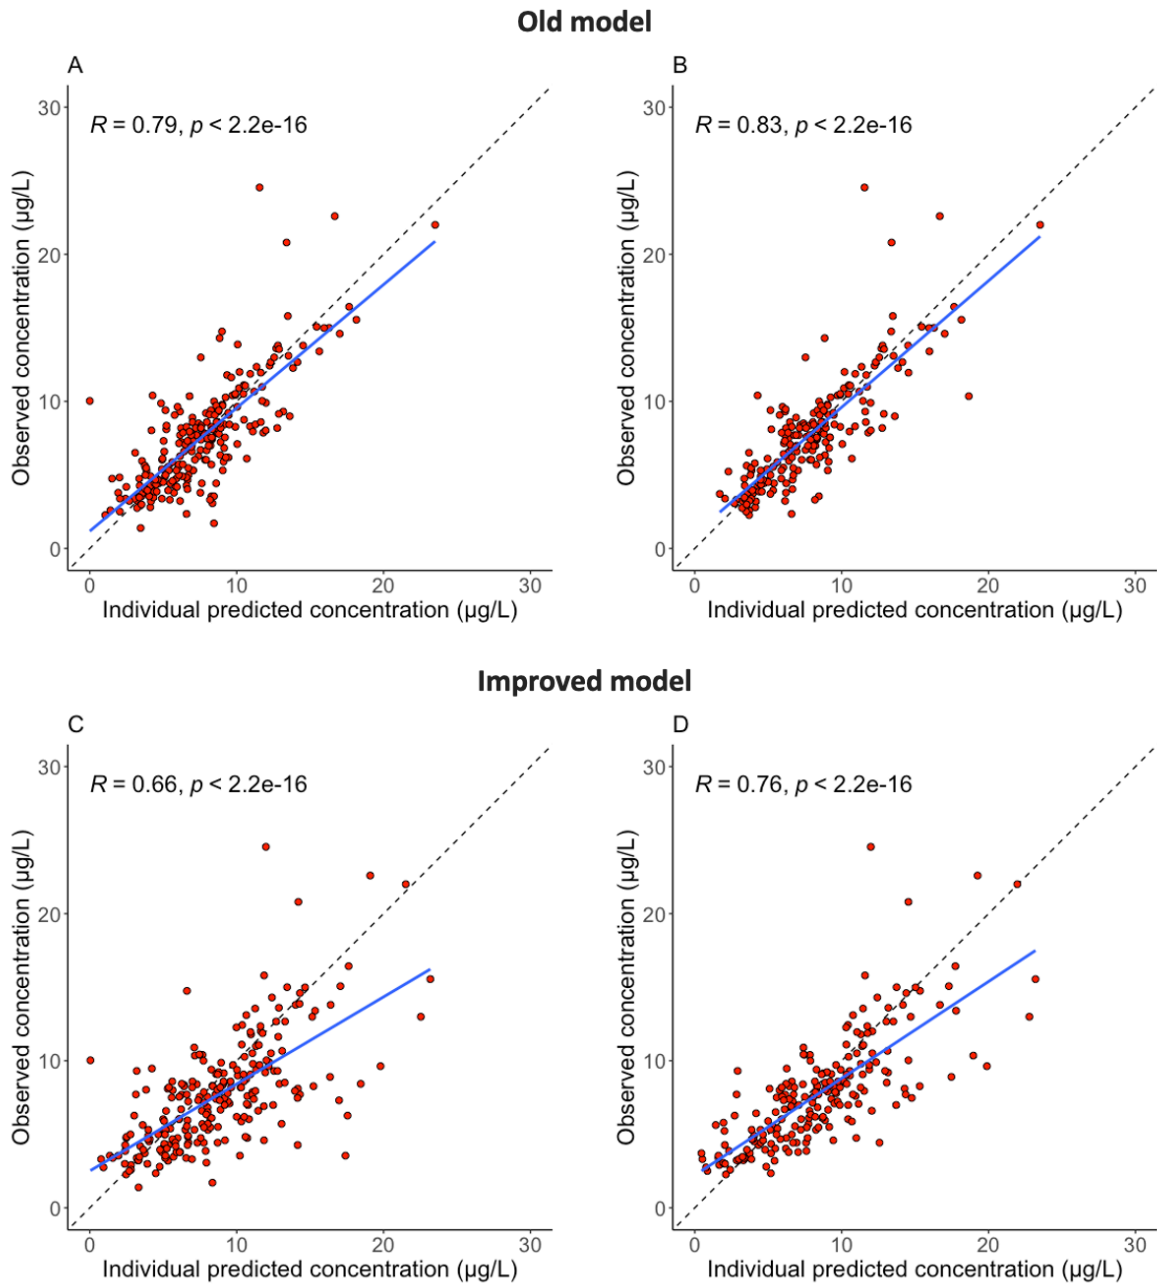 Old model
A
B
R = 0.79, p < 2.2e-16
R = 0.83, p < 2.2e-16
Observed concentration (µg/L)
30
20
10
0
0 10 20 30
Individual predicted concentration (µg/L)
Observed concentration (µg/L)
30
20
10
0
0 10 20 30
Individual predicted concentration (µg/L)
Improved model
C
D
R = 0.66, p < 2.2e-16
R = 0.76, p < 2.2e-16
Observed concentration (µg/L)
30
20
10
0
0 10 20 30
Individual predicted concentration (µg/L)
Observed concentration (µg/L)
30
20
10
0
0 10 20 30
Individual predicted concentration (µg/L)